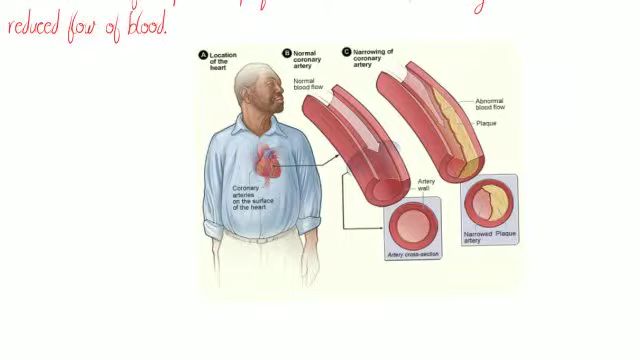 reduced flow of blood.
A Location of the heart
B Normal coronary artery
Normal blood flow
C Narrowing of coronary artery
Abnormal blood flow
Plaque
Coronary arteries on the surface of the heart
Artery wall
Artery cross-section
Narrowed artery
Plaque